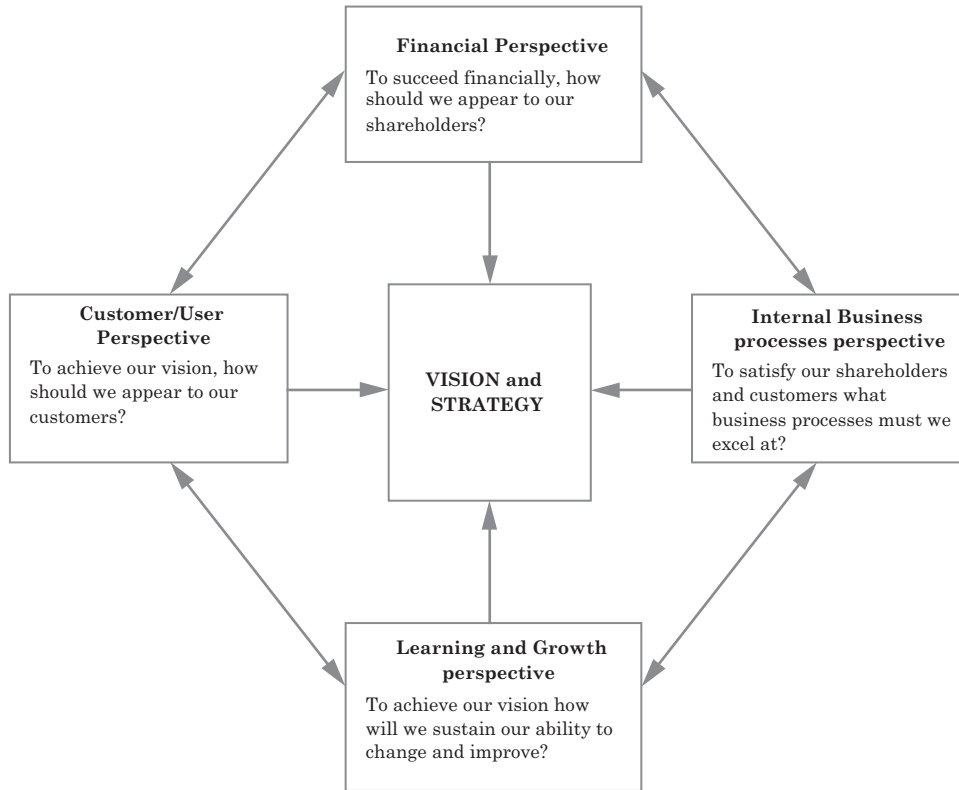 Financial Perspective
To succeed financially, how
should we appear to our
shareholders?
Customer/User
Perspective
To achieve our vision, how
should we appear to our
customers?
VISION and
STRATEGY
Internal Business
processes perspective
To satisfy our shareholders
and customers what
business processes must we
excel at?
Learning and Growth
perspective
To achieve our vision how
will we sustain our ability to
change and improve?